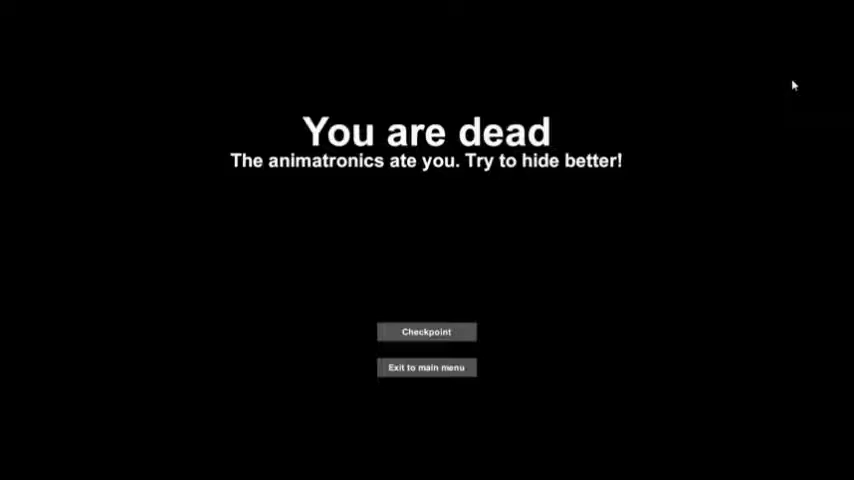 You are dead
The animatronics ate you. Try to hide better!
Checkpoint
Exit to main menu